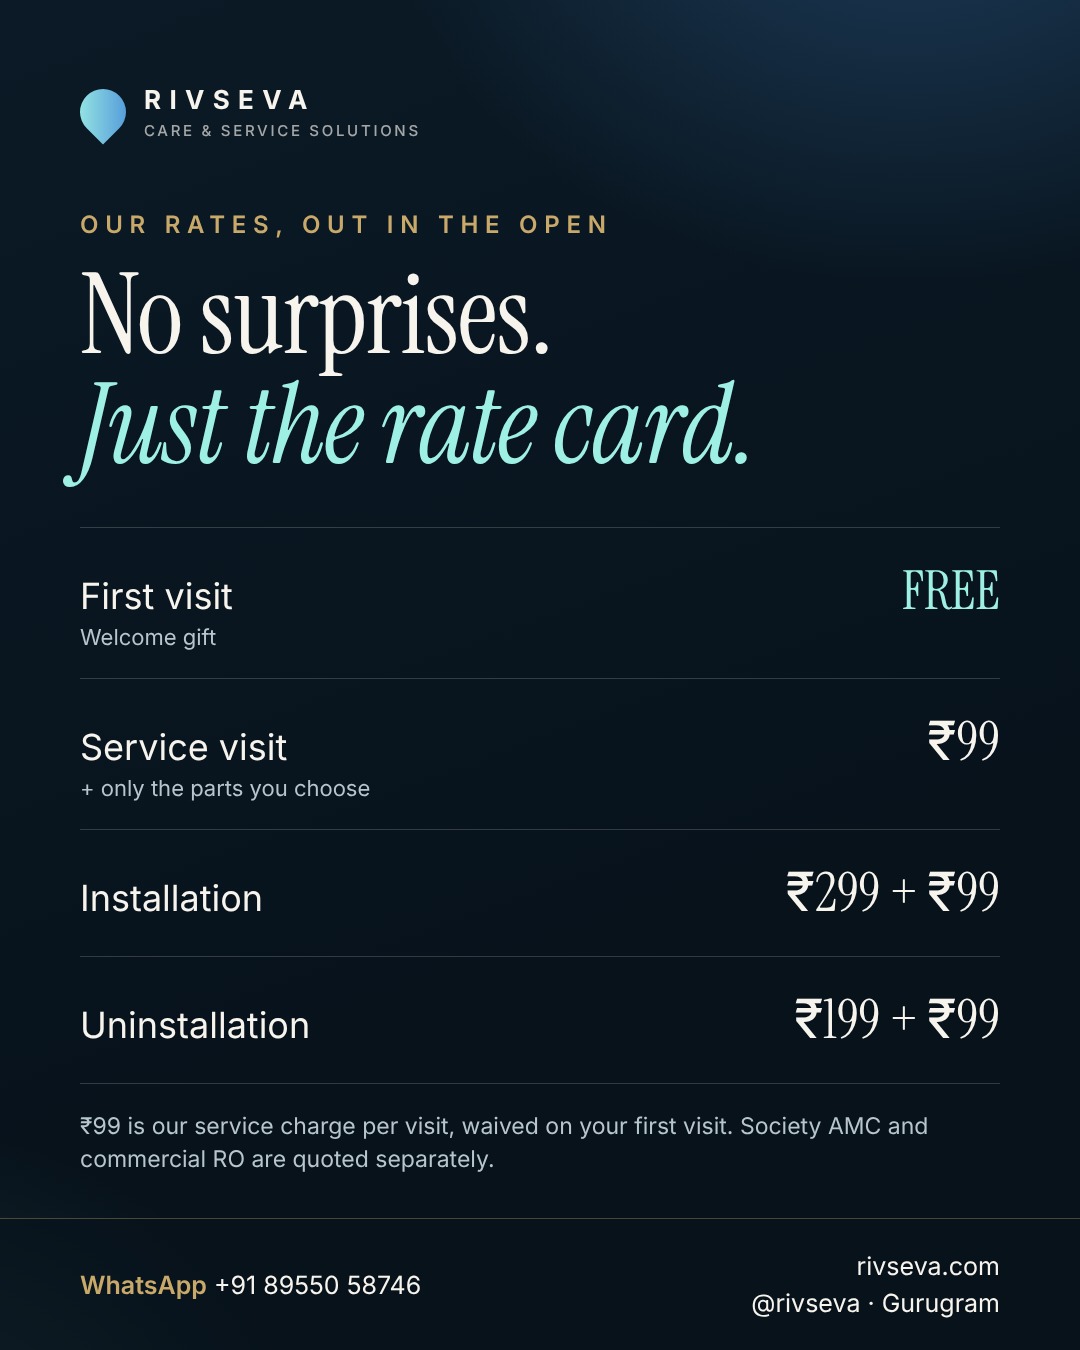 RIVSEVA
CARE & SERVICE SOLUTIONS
OUR RATES, OUT IN THE OPEN
No surprises.
Just the rate card.
First visit
FREE
Welcome gift
Service visit
₹99
+ only the parts you choose
Installation
₹299 + ₹99
Uninstallation
₹199 + ₹99
₹99 is our service charge per visit, waived on your first visit. Society AMC and
commercial RO are quoted separately.
WhatsApp +91 89550 58746
rivseva.com
@rivseva · Gurugram